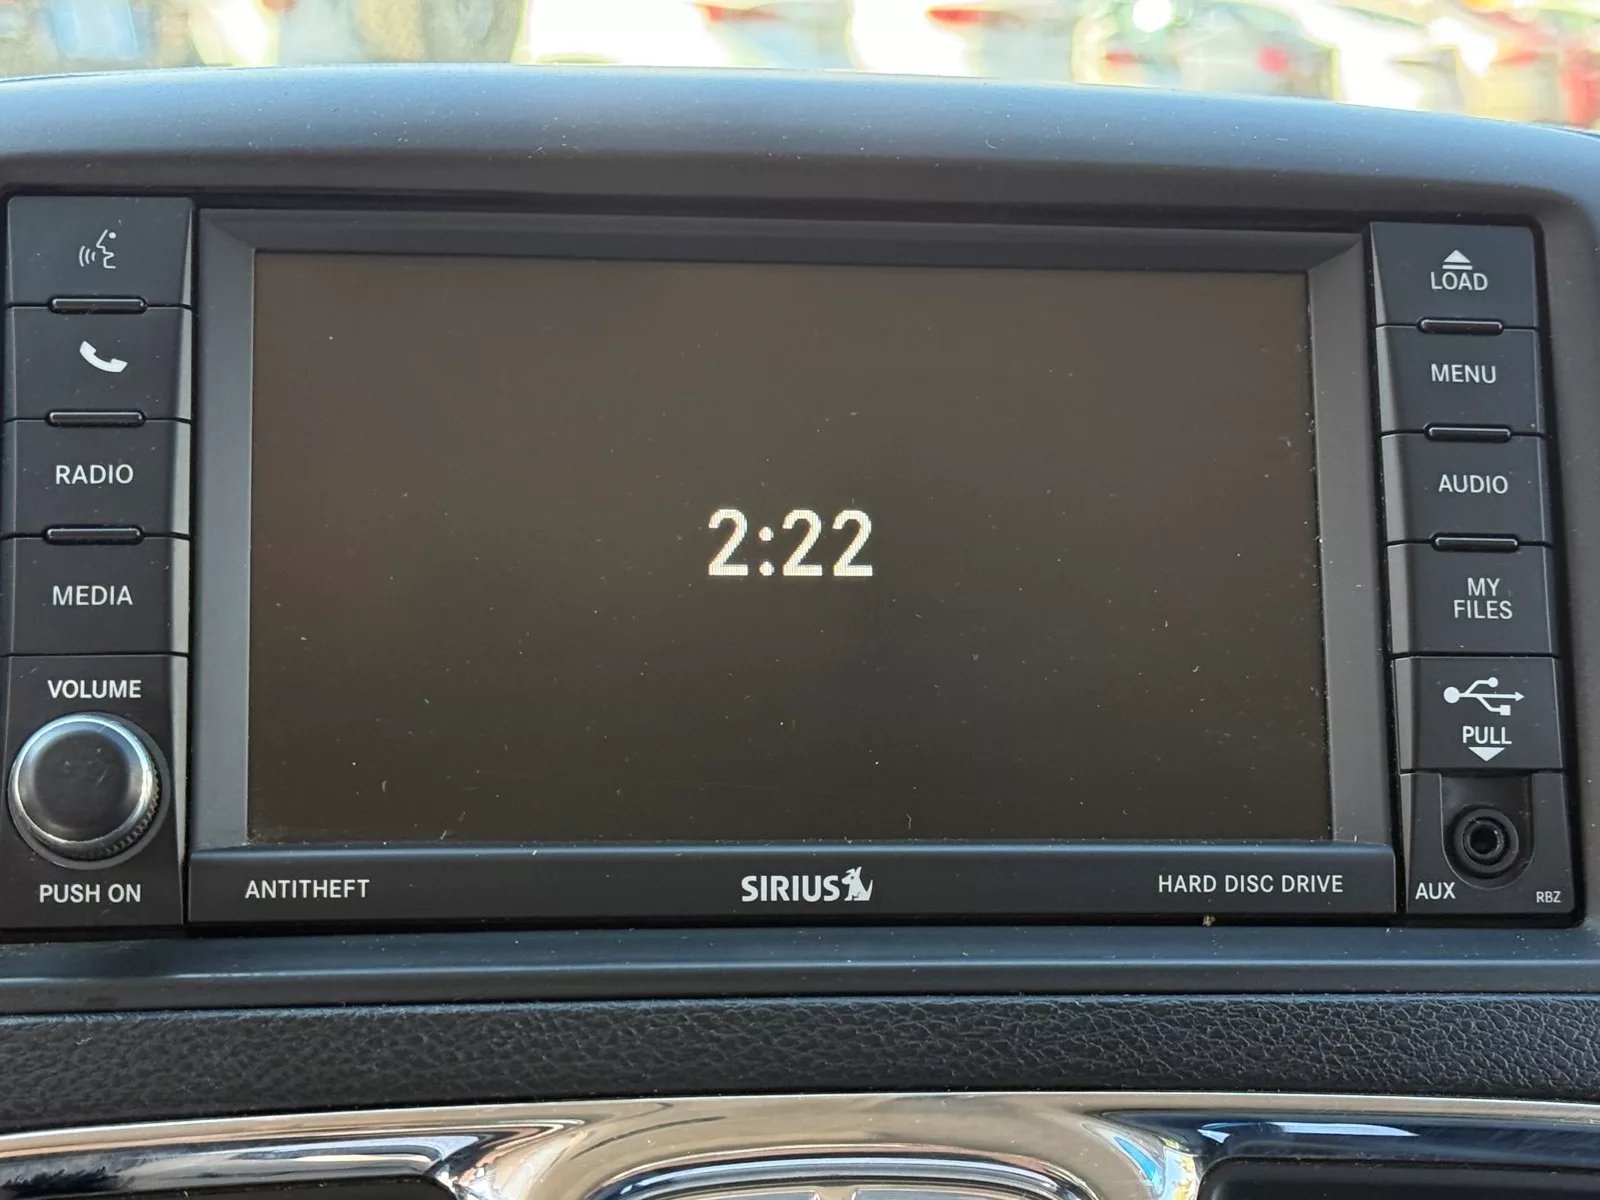 RADIO
MEDIA
VOLUME
PUSH ON
2:22
ANTITHEFT
SIRIUS
HARD DISC DRIVE
LOAD
MENU
AUDIO
MY
FILES
PULL
AUX
RBZ